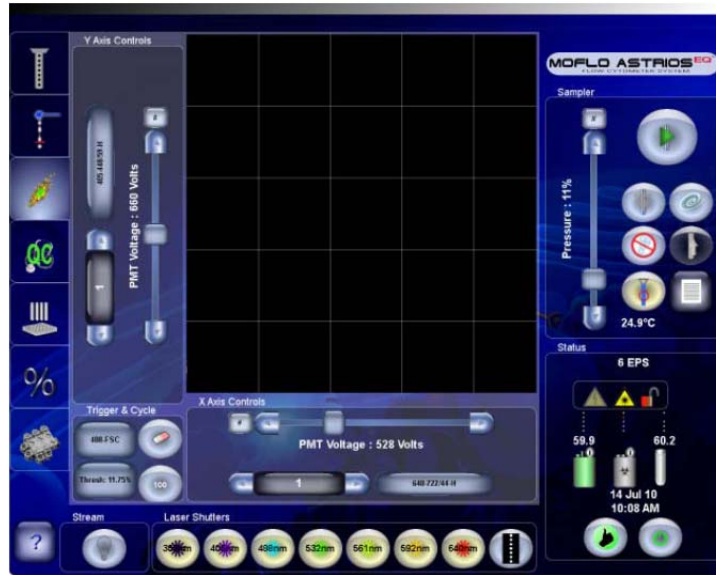 Y Axis Controls
405-448/59-H
PMT Voltage : 660 Volts
1
MOFLO ASTRIOS EQ
FLOW CYTOMETER SYSTEM
Sampler
Pressure : 11%
24.9°C
QC
%
Trigger & Cycle
488-FSC
Thresh: 11.75%
100
X Axis Controls
PMT Voltage : 528 Volts
1
640-722/44-H
Status
6 EPS
59.9
60.2
14 Jul 10
10:08 AM
?
Stream
Laser Shutters
488nm
532nm
561nm
592nm
640nm